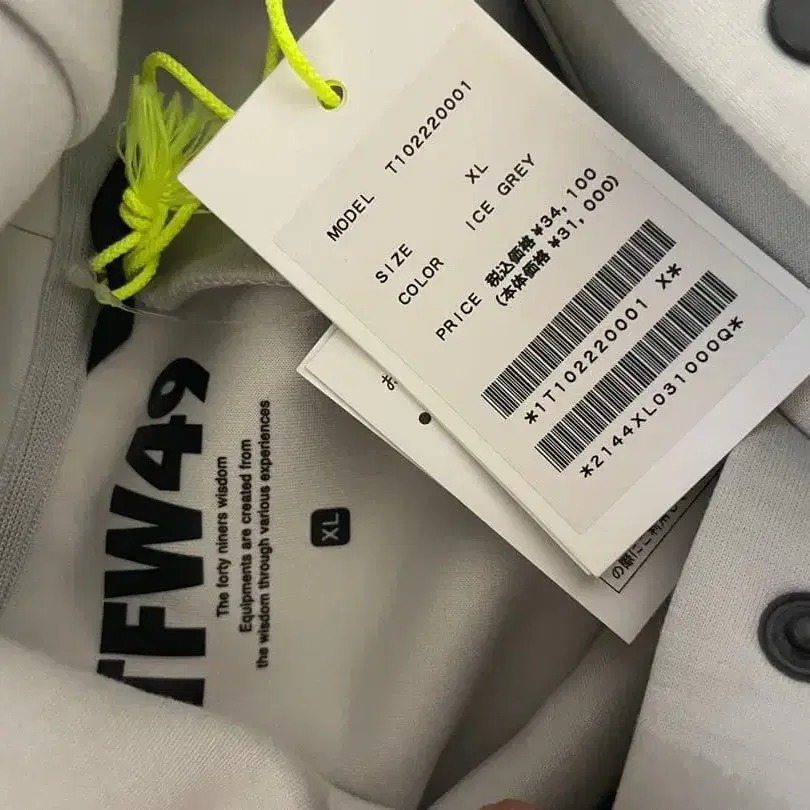 MODEL T102220001
SIZE XL
COLOR ICE GREY
PRICE 税込価格 ¥34,100
(本体価格 ¥31,000)
*1T102220001 X*
*2144XL031000Q*
TFW49
The forty niners wisdom
Equipments are created from
the wisdom through various experiences
XL